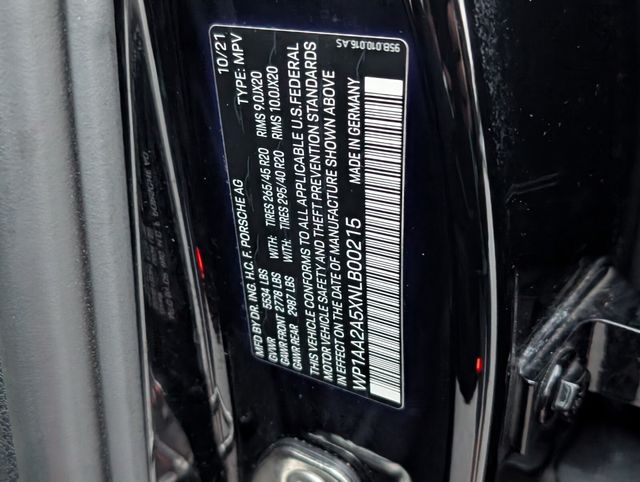 MFD BY DR. ING. H.C. F. PORSCHE AG 10/21
GVWR 5534 LBS TYPE: MPV
GAWR FRONT 2778 LBS WITH: TIRES 265/45 R20 RIMS 9.0JX20
GAWR REAR 2987 LBS WITH: TIRES 295/40 R20 RIMS 10.0JX20
THIS VEHICLE CONFORMS TO ALL APPLICABLE U.S. FEDERAL
MOTOR VEHICLE SAFETY AND THEFT PREVENTION STANDARDS
IN EFFECT ON THE DATE OF MANUFACTURE SHOWN ABOVE
WP1AA2A5XNLB00215 MADE IN GERMANY
95B.010.016.AS